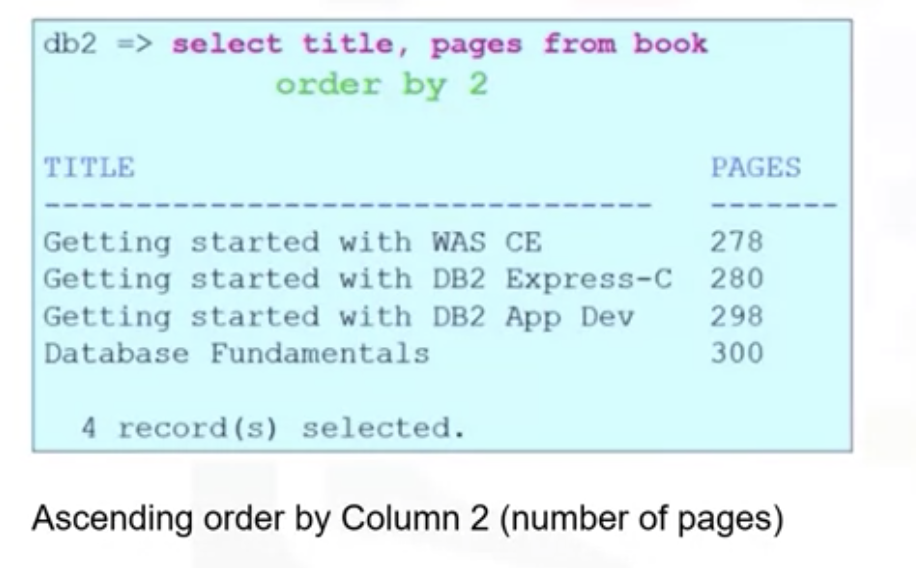 db2 => select title, pages from book
order by 2
TITLE PAGES
--------------------------------- -------
Getting started with WAS CE 278
Getting started with DB2 Express-C 280
Getting started with DB2 App Dev 298
Database Fundamentals 300
4 record(s) selected.
Ascending order by Column 2 (number of pages)